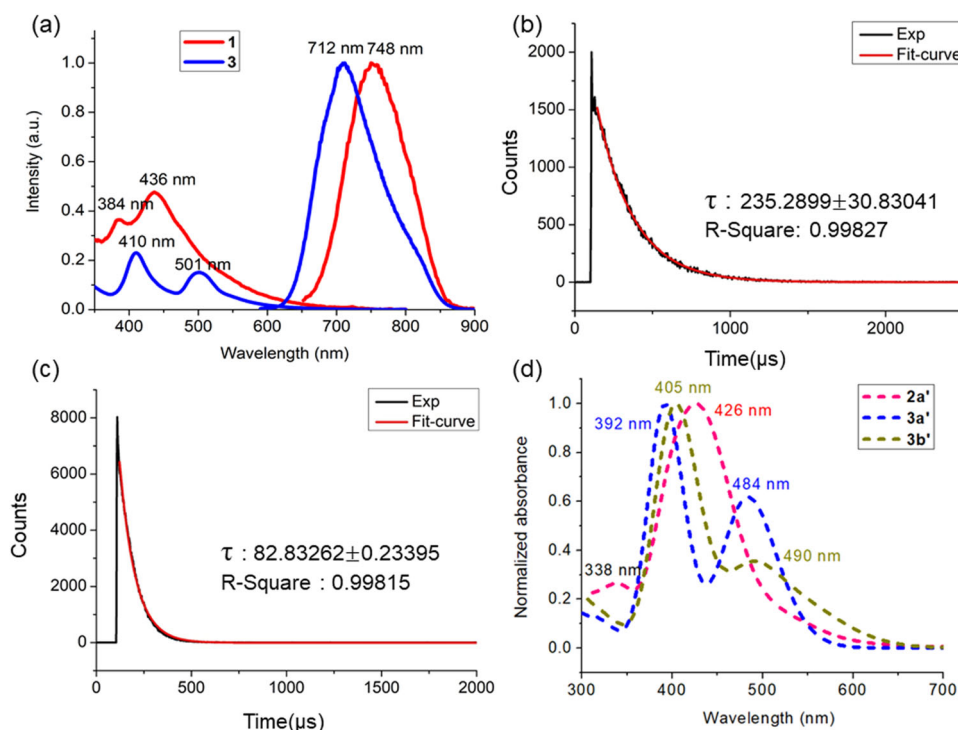 (a)
1
3
712 nm
748 nm
384 nm
436 nm
410 nm
501 nm
Intensity (a.u.)
1.0
0.8
0.6
0.4
0.2
0.0
400 500 600 700 800 900
Wavelength (nm)
(b)
Exp
Fit-curve
Counts
2000
1500
1000
500
0
τ : 235.2899±30.83041
R-Square: 0.99827
0 1000 2000
Time(μs)
(c)
Exp
Fit-curve
Counts
8000
6000
4000
2000
0
τ : 82.83262±0.23395
R-Square : 0.99815
0 500 1000 1500 2000
Time(μs)
(d)
405 nm
2a'
3a'
3b'
392 nm
426 nm
484 nm
490 nm
338 nm
Normalized absorbance
1.0
0.8
0.6
0.4
0.2
0.0
300 400 500 600 700
Wavelength (nm)